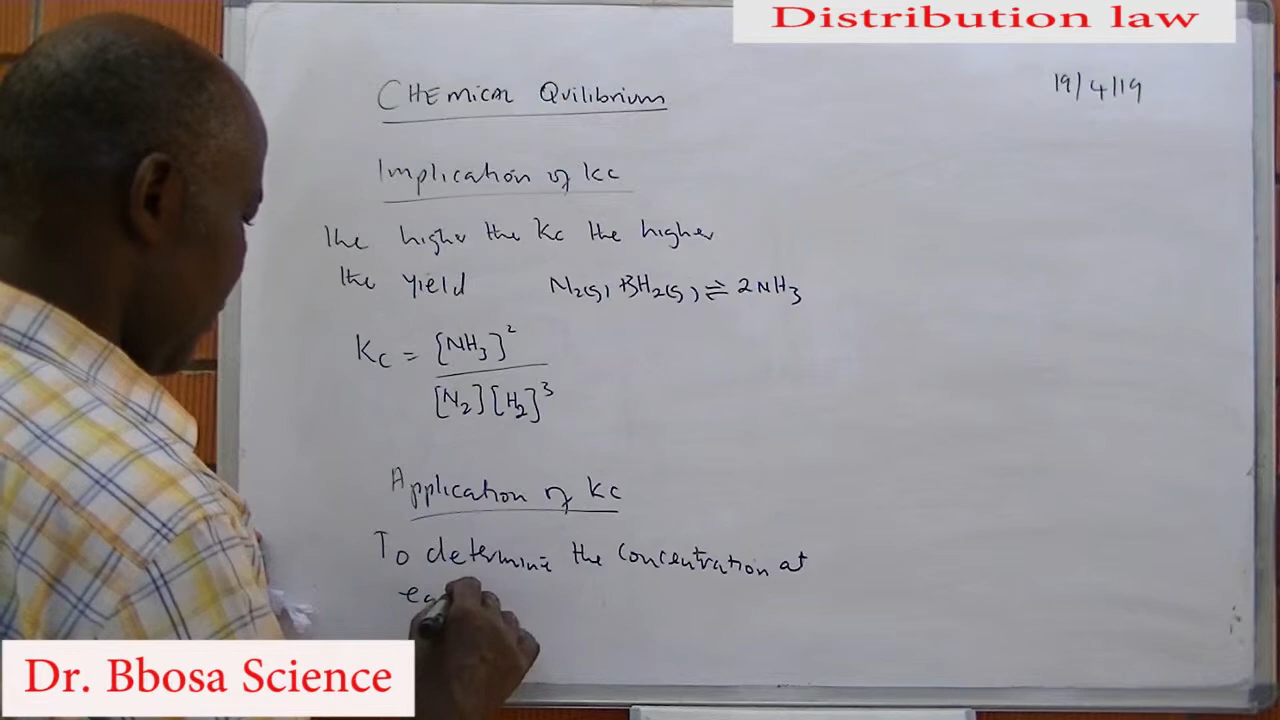 Distribution law
CHEMICAL QUILIBRIUM
19/4/19
Implication of Kc
The higher the Kc the higher
the yield N2(g) + 3H2(g) ⇌ 2NH3
Kc = [NH3]²
[N2][H2]³
Application of Kc
To determine the concentration at
eq
Dr. Bbosa Science